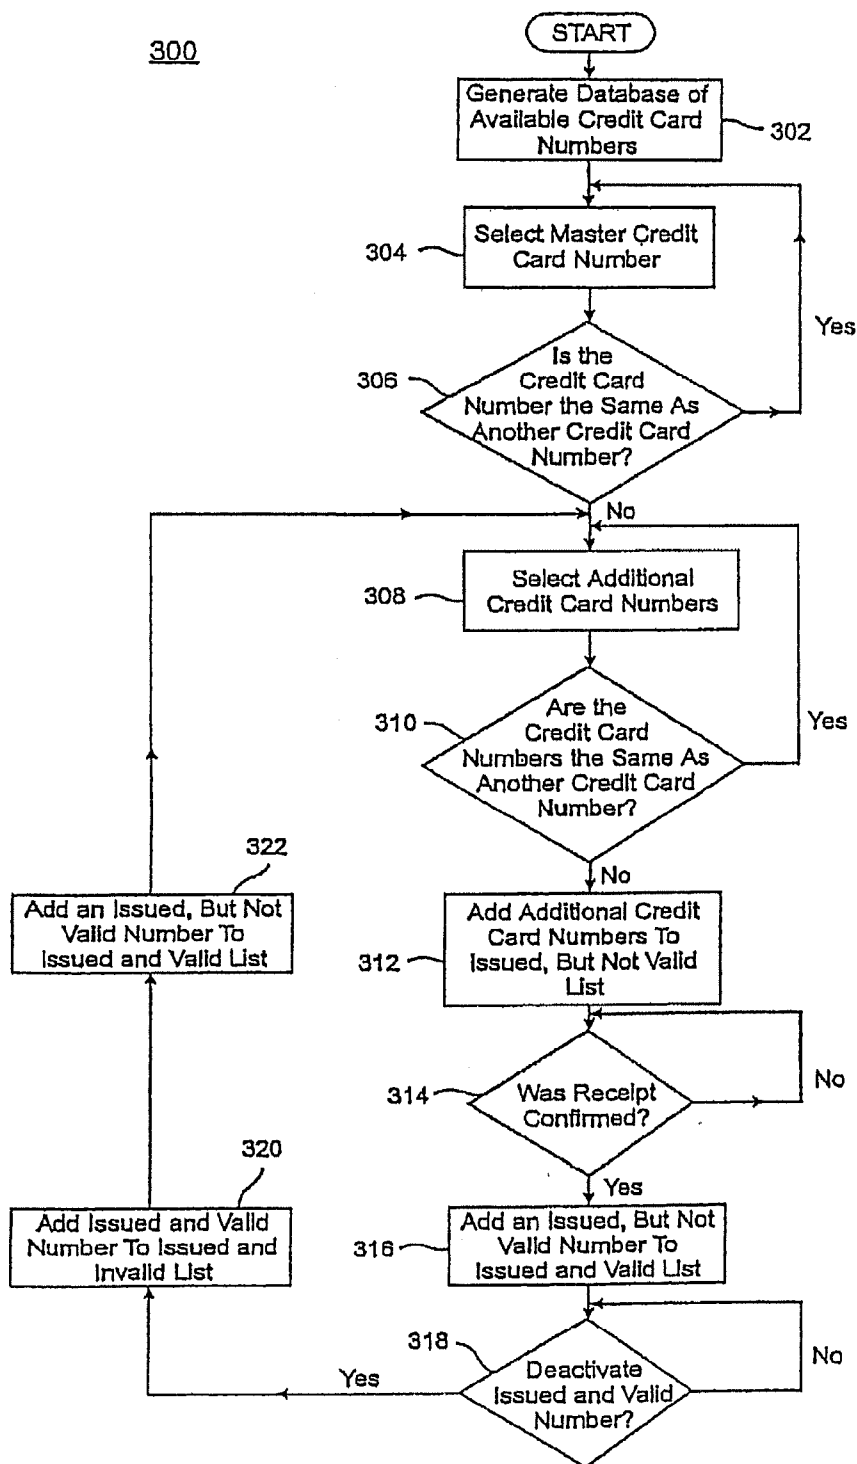 START
300
Generate Database of
Available Credit Card
Numbers
302
Select Master Credit
Card Number
304
Yes
Is the
Credit Card
Number the Same As
Another Credit Card
Number?
306
No
Select Additional
Credit Card Numbers
308
Yes
Are the
Credit Card
Numbers the Same As
Another Credit Card
Number?
310
No
322
Add an Issued, But Not
Valid Number To
Issued and Valid List
Add Additional Credit
Card Numbers To
Issued, But Not Valid
List
312
No
Was Receipt
Confirmed?
314
Yes
320
Add Issued and Valid
Number To Issued and
Invalid List
Add an Issued, But Not
Valid Number To
Issued and Valid List
316
No
318
Deactivate
Issued and Valid
Number?
Yes